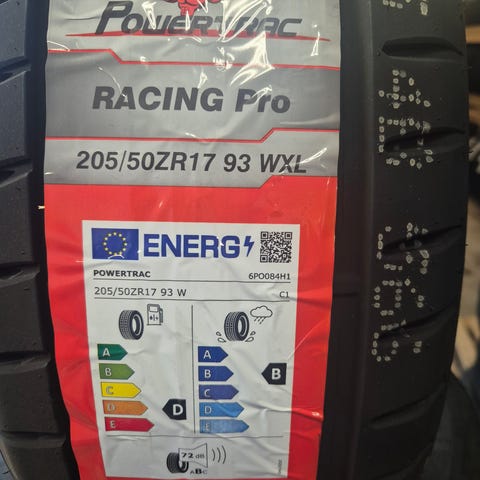 POWERTRAC
RACING Pro
205/50ZR17 93 WXL
ENERG
POWERTRAC 6PO084H1
205/50ZR17 93 W C1
A A
B B B
C C
D D D
E E
72 dB
ABC